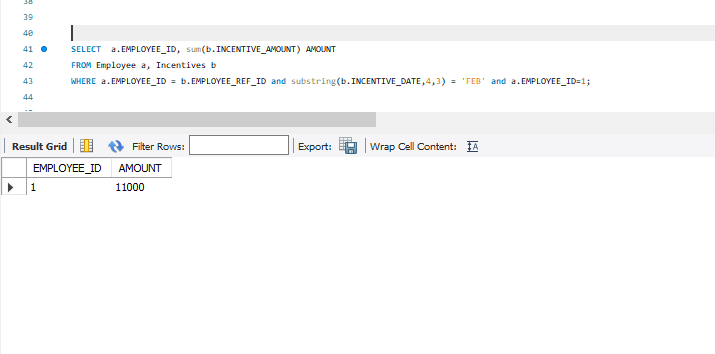 38
39
40
41 SELECT a.EMPLOYEE_ID, sum(b.INCENTIVE_AMOUNT) AMOUNT
42 FROM Employee a, Incentives b
43 WHERE a.EMPLOYEE_ID = b.EMPLOYEE_REF_ID and substring(b.INCENTIVE_DATE,4,3) = 'FEB' and a.EMPLOYEE_ID=1;
44
Result Grid Filter Rows: Export: Wrap Cell Content: IA
EMPLOYEE_ID AMOUNT
1 11000